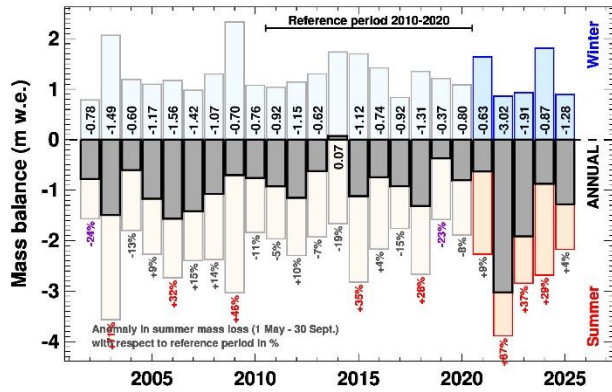 Reference period 2010-2020
Winter
Mass balance (m w.e.)
2
1
0
-1
-2
-3
-4
-0.78 -1.49 -0.60 -1.17 -1.56 -1.42 -1.07 -0.70 -0.76 -0.92 -1.15 -0.62 0.07 -1.12 -0.74 -0.92 -1.31 -0.37 -0.80 -0.63 -3.02 -1.91 -0.87 -1.28
ANNUAL
-24% +71% -13% +9% +32% +15% +14% +46% -11% -5% +10% -7% -19% +35% +4% -15% +28% -23% -8% +9% +67% +37% +29% +4%
Summer
Anomaly in summer mass loss (1 May - 30 Sept.)
with respect to reference period in %
2005 2010 2015 2020 2025